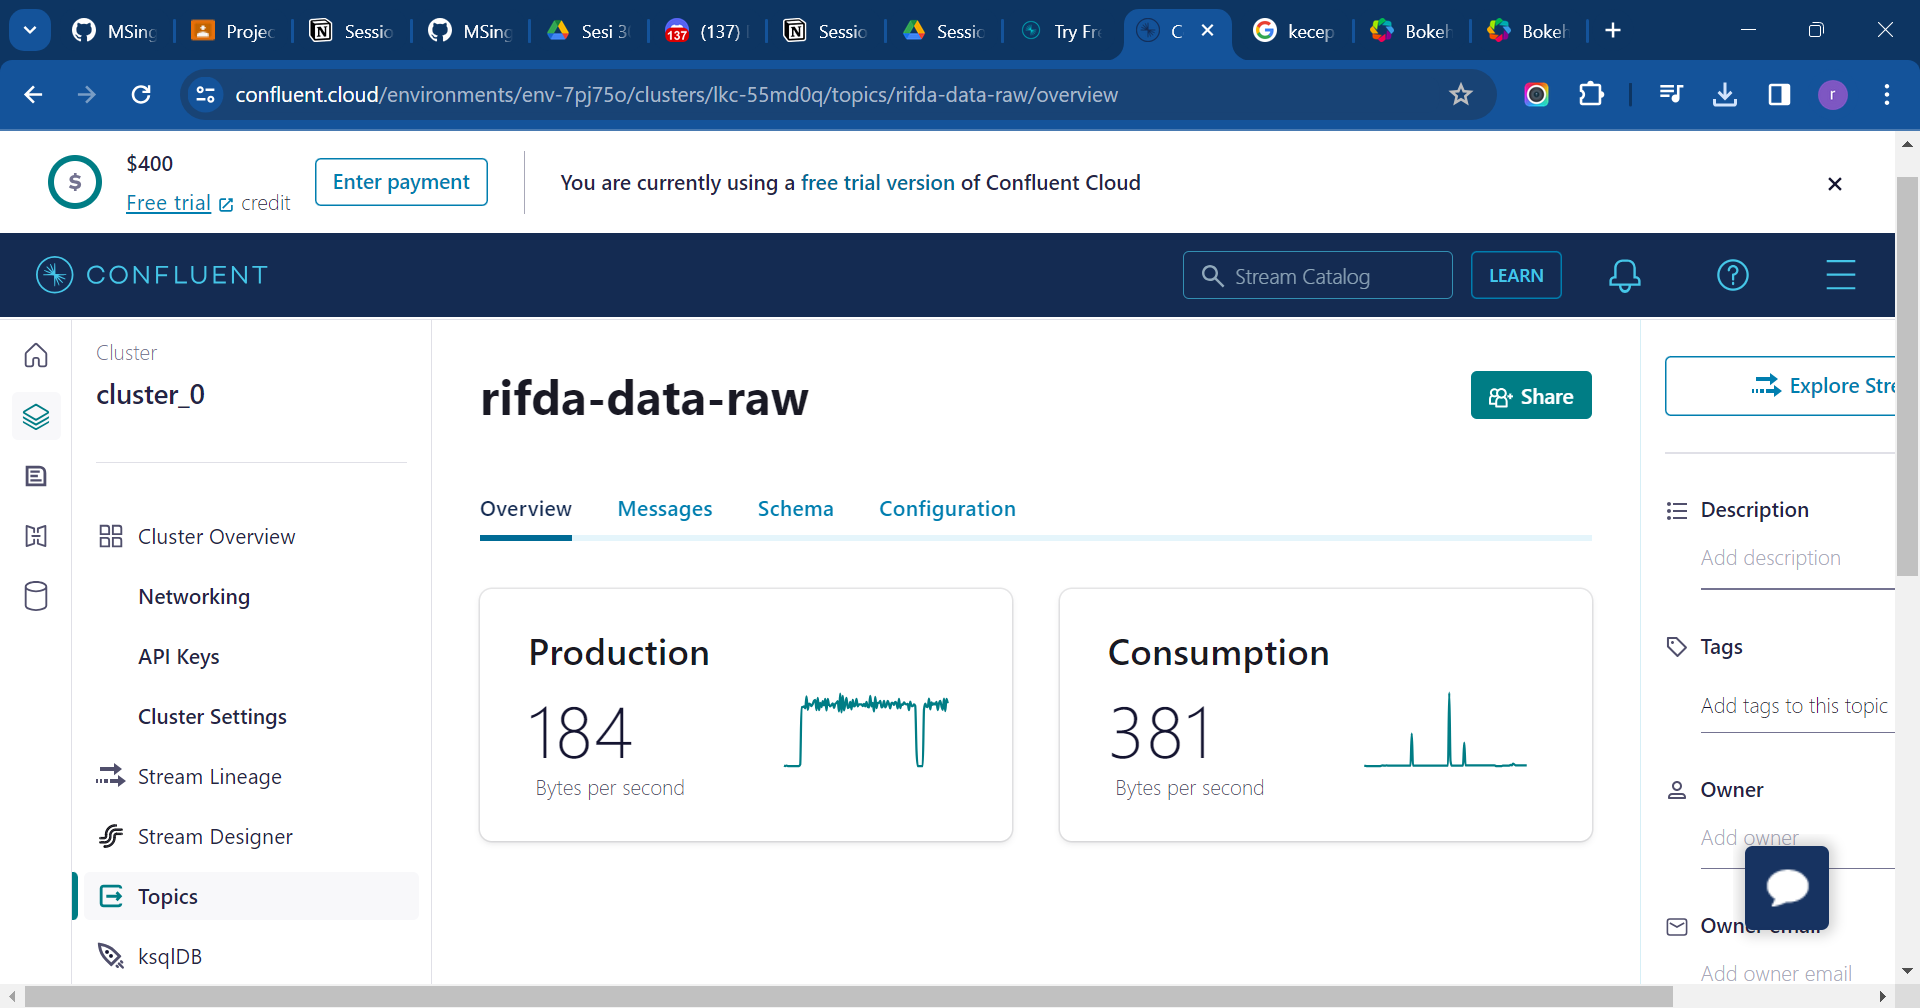 MSing
Projec
Sessio
MSing
Sesi 3
137
(137)
Sessio
Sessic
Try Fr
C
kecep
Bokeh
Bokeh
confluent.cloud/environments/env-7pj75o/clusters/lkc-55md0q/topics/rifda-data-raw/overview
r
$
$400
Free trial credit
Enter payment
You are currently using a free trial version of Confluent Cloud
CONFLUENT
Stream Catalog
LEARN
?
Cluster
cluster_0
Cluster Overview
Networking
API Keys
Cluster Settings
Stream Lineage
Stream Designer
Topics
ksqlDB
rifda-data-raw
Share
Overview
Messages
Schema
Configuration
Production
184
Bytes per second
Consumption
381
Bytes per second
Explore Stre
Description
Add description
Tags
Add tags to this topic
Owner
Add owner
Owner email
Add owner email